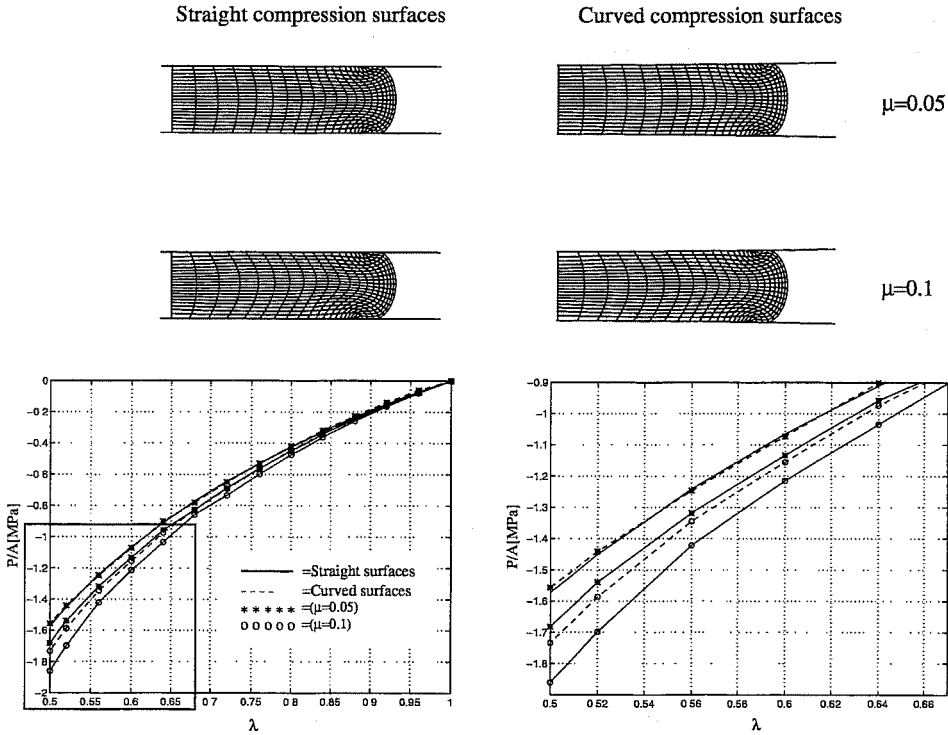 Straight compression surfaces
Curved compression surfaces
μ=0.05
μ=0.1
0
−0.2
−0.4
−0.6
−0.8
−1
−1.2
−1.4
−1.6
−1.8
−2
P/A[MPa]
0.5 0.55 0.6 0.65 0.7 0.75 0.8 0.85 0.9 0.95 1
λ
=Straight surfaces
=Curved surfaces
∗∗∗∗∗ =(μ=0.05)
o o o o o =(μ=0.1)
−0.9
−1
−1.1
−1.2
−1.3
−1.4
−1.5
−1.6
−1.7
−1.8
P/A[MPa]
0.5 0.52 0.54 0.56 0.58 0.6 0.62 0.64 0.66
λ